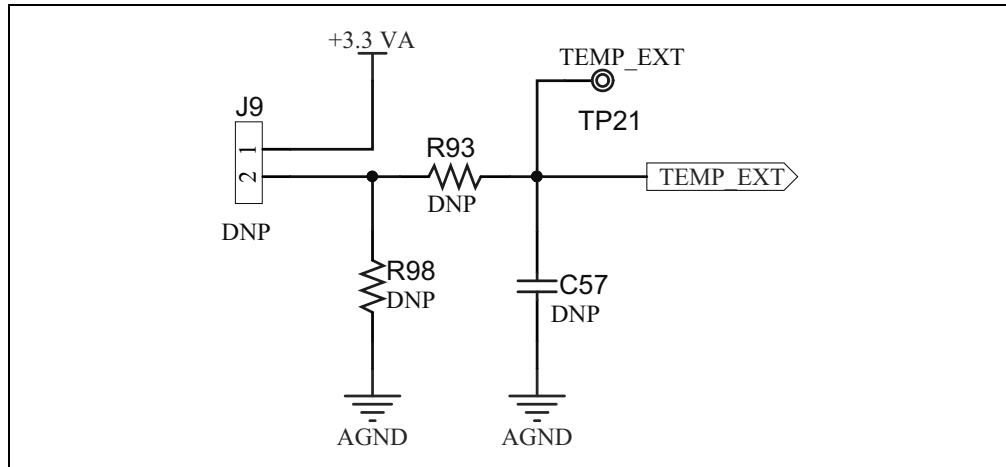 +3.3 VA
TEMP_EXT
TP21
J9
1
2
DNP
R93
DNP
TEMP_EXT
R98
DNP
C57
DNP
AGND
AGND